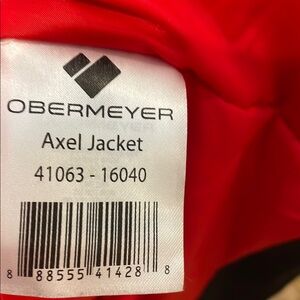 OBERMEYER
Axel Jacket
41063 - 16040
8 88555 41428 8